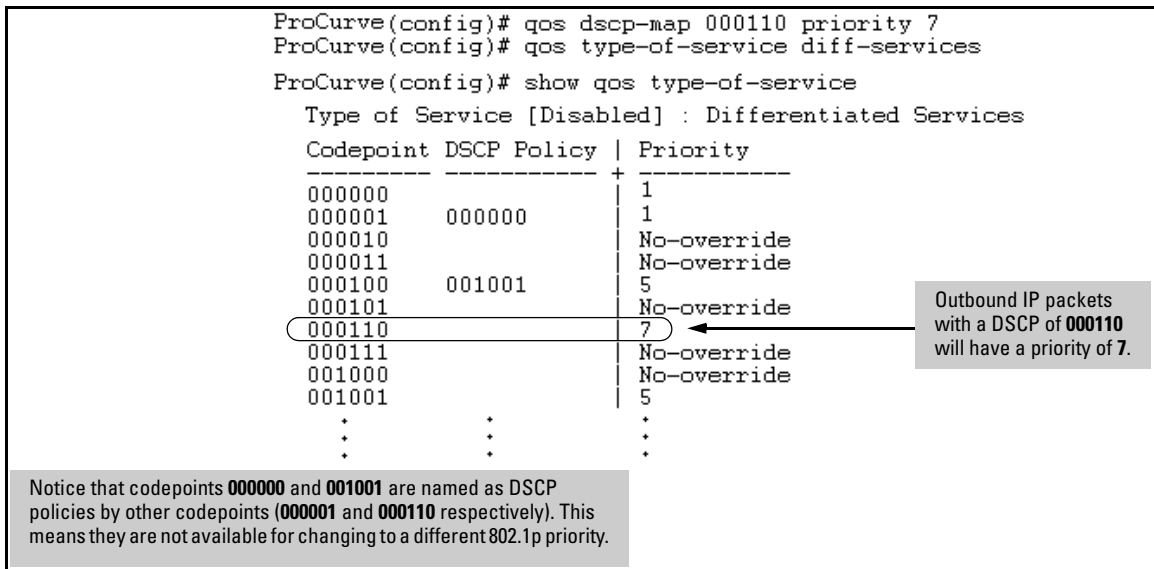 ProCurve(config)# qos dscp-map 000110 priority 7
ProCurve(config)# qos type-of-service diff-services
ProCurve(config)# show qos type-of-service
Type of Service [Disabled] : Differentiated Services
Codepoint DSCP Policy | Priority
--------- ----------- + -----------
000000 | 1
000001 000000 | 1
000010 | No-override
000011 | No-override
000100 001001 | 5
000101 | No-override
000110 | 7
000111 | No-override
001000 | No-override
001001 | 5
. . .
. . .
. . .
Outbound IP packets
with a DSCP of 000110
will have a priority of 7.
Notice that codepoints 000000 and 001001 are named as DSCP
policies by other codepoints (000001 and 000110 respectively). This
means they are not available for changing to a different 802.1p priority.